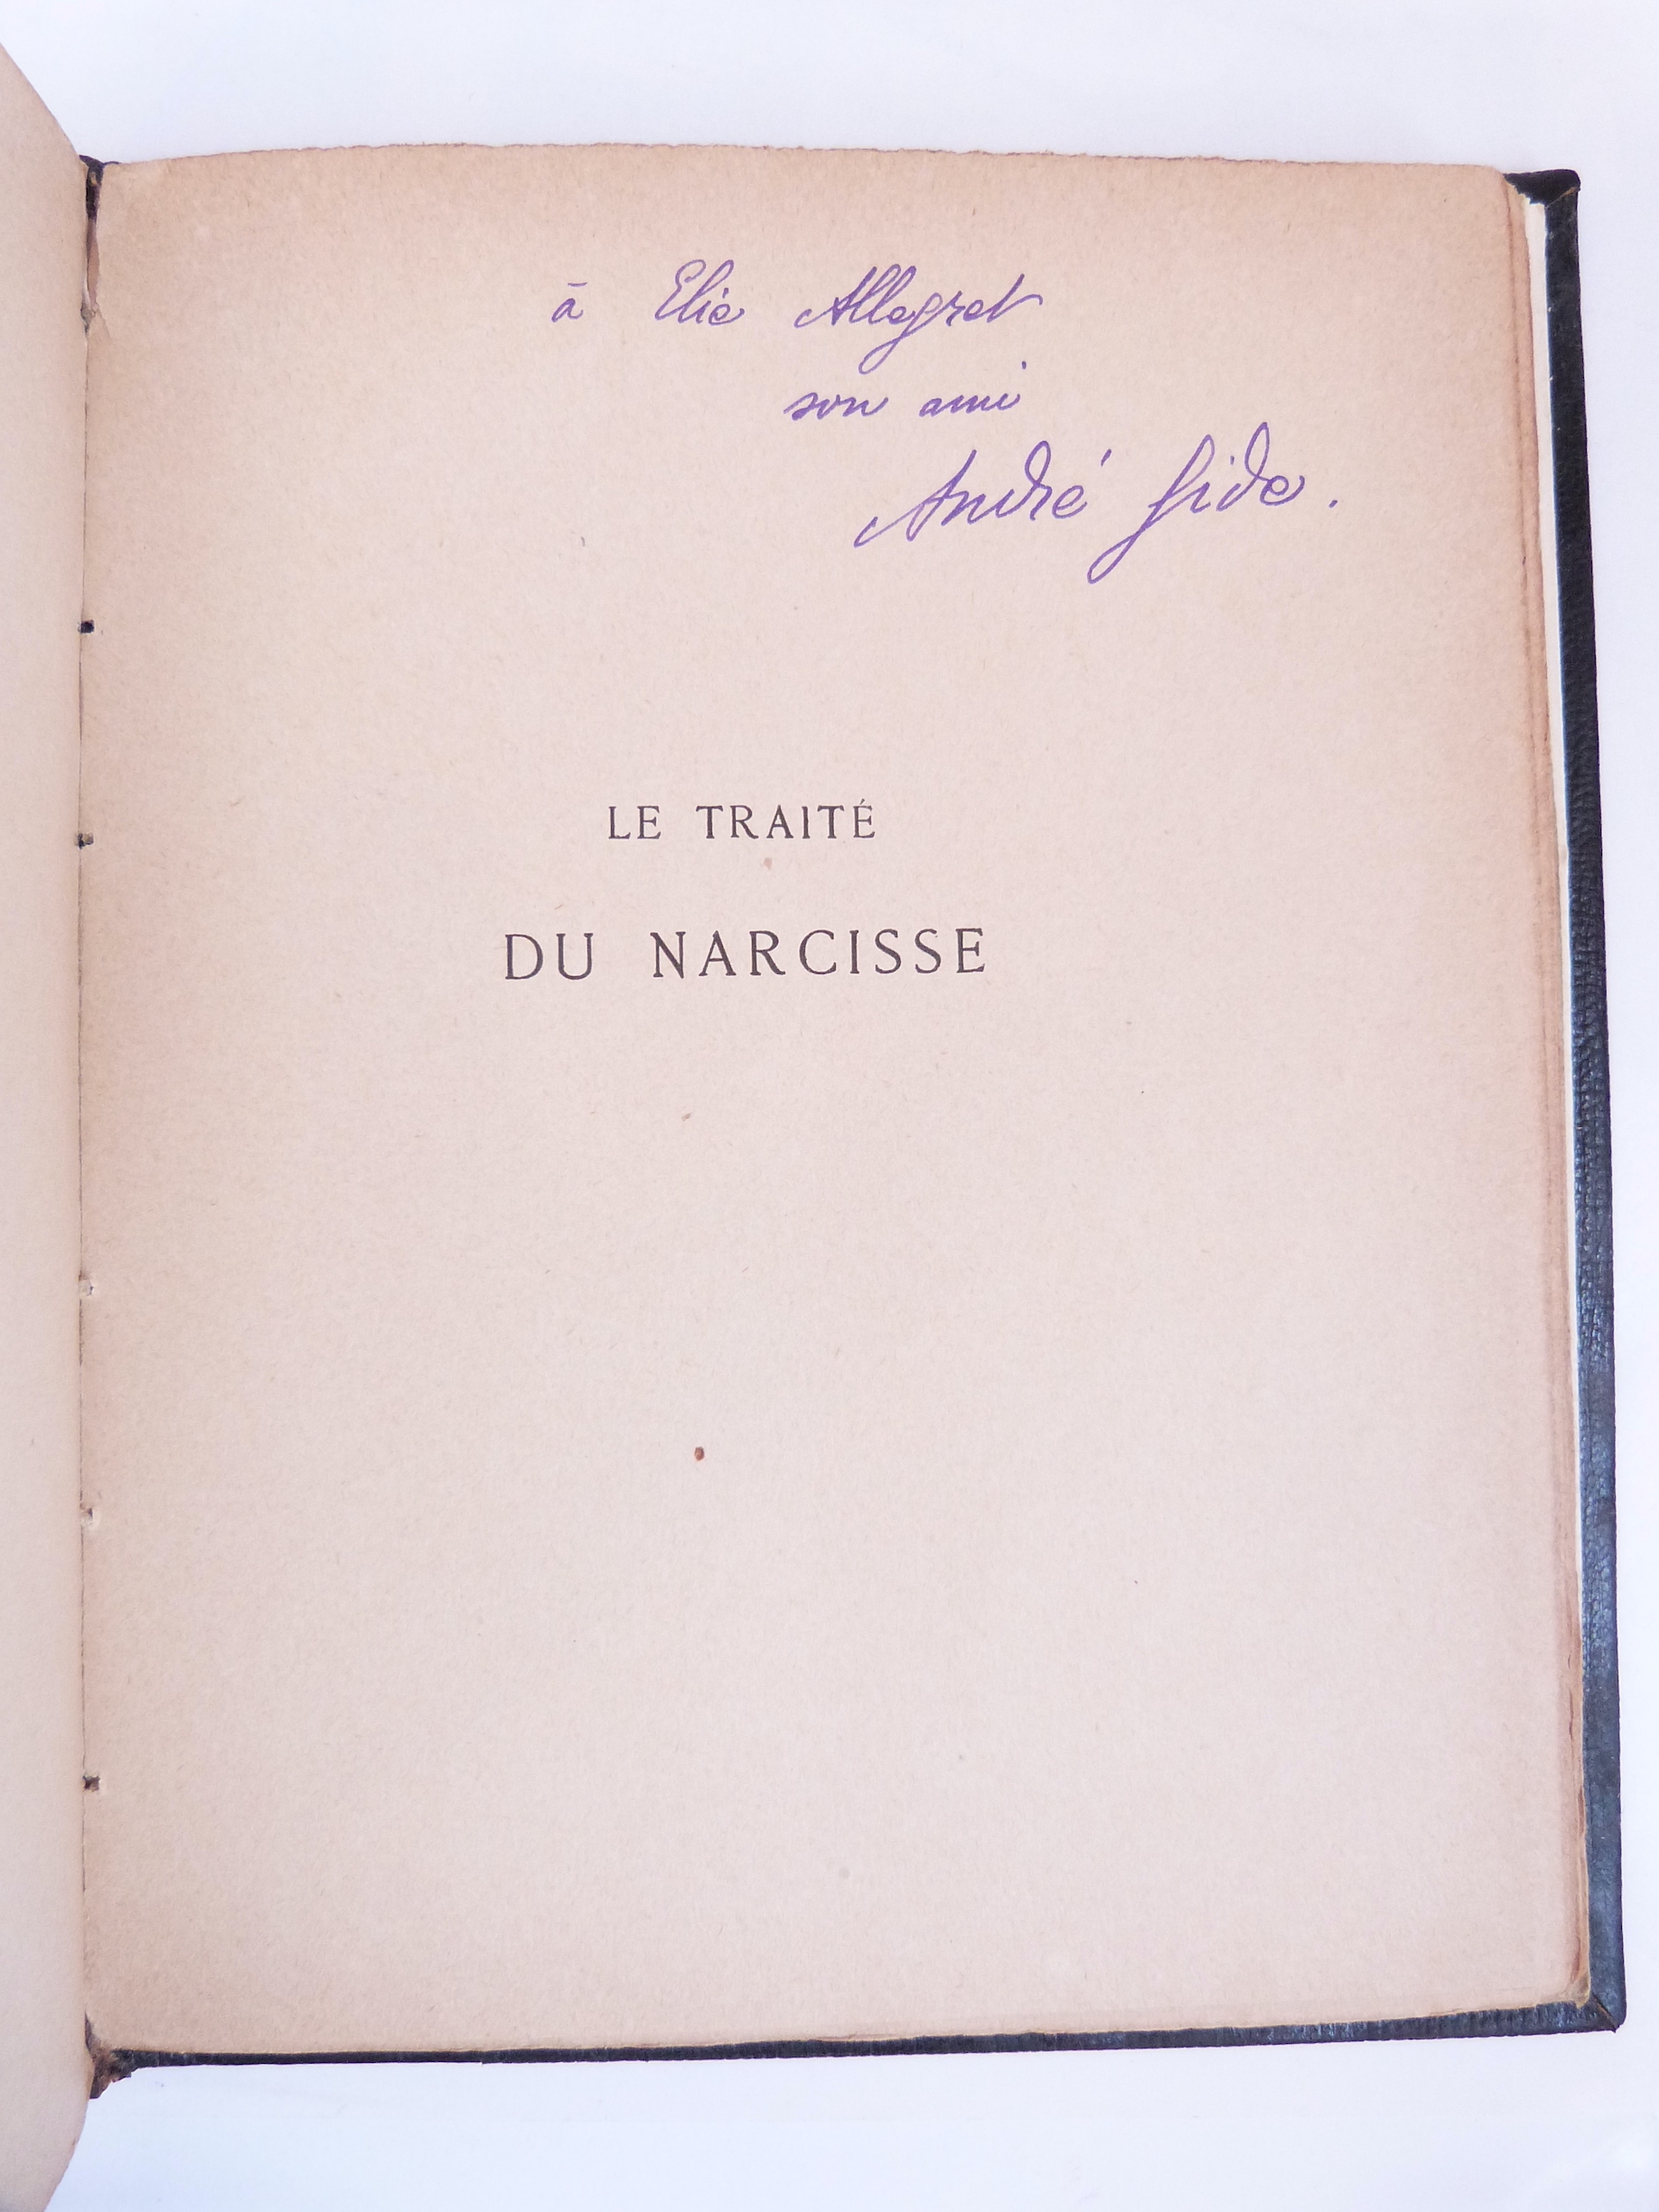 à Elie Allegret
son ami
André Gide.
LE TRAITÉ
DU NARCISSE